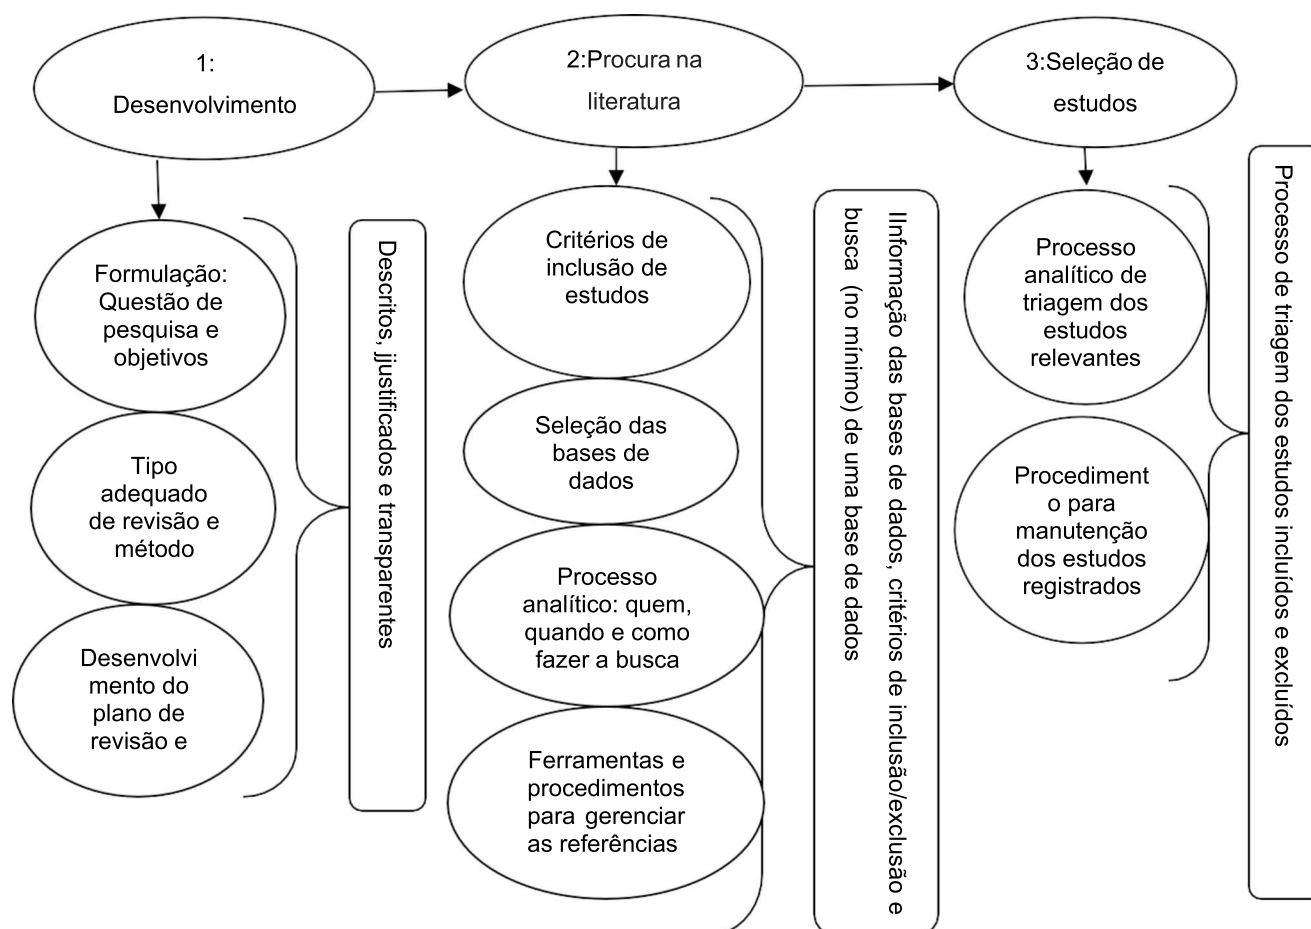 1:
Desenvolvimento
Formulação:
Questão de
pesquisa e
objetivos
Tipo
adequado
de revisão e
método
Desenvolvi
mento do
plano de
revisão e
Descritos, jjustificados e transparentes
2:Procura na
literatura
Critérios de
inclusão de
estudos
Seleção das
bases de
dados
Processo
analítico: quem,
quando e como
fazer a busca
Ferramentas e
procedimentos
para gerenciar
as referências
IInformação das bases de dados, critérios de inclusão/exclusão e
busca (no mínimo) de uma base de dados
3:Seleção de
estudos
Processo
analítico de
triagem dos
estudos
relevantes
Procediment
o para
manutenção
dos estudos
registrados
Processo de triagem dos estudos incluídos e excluídos